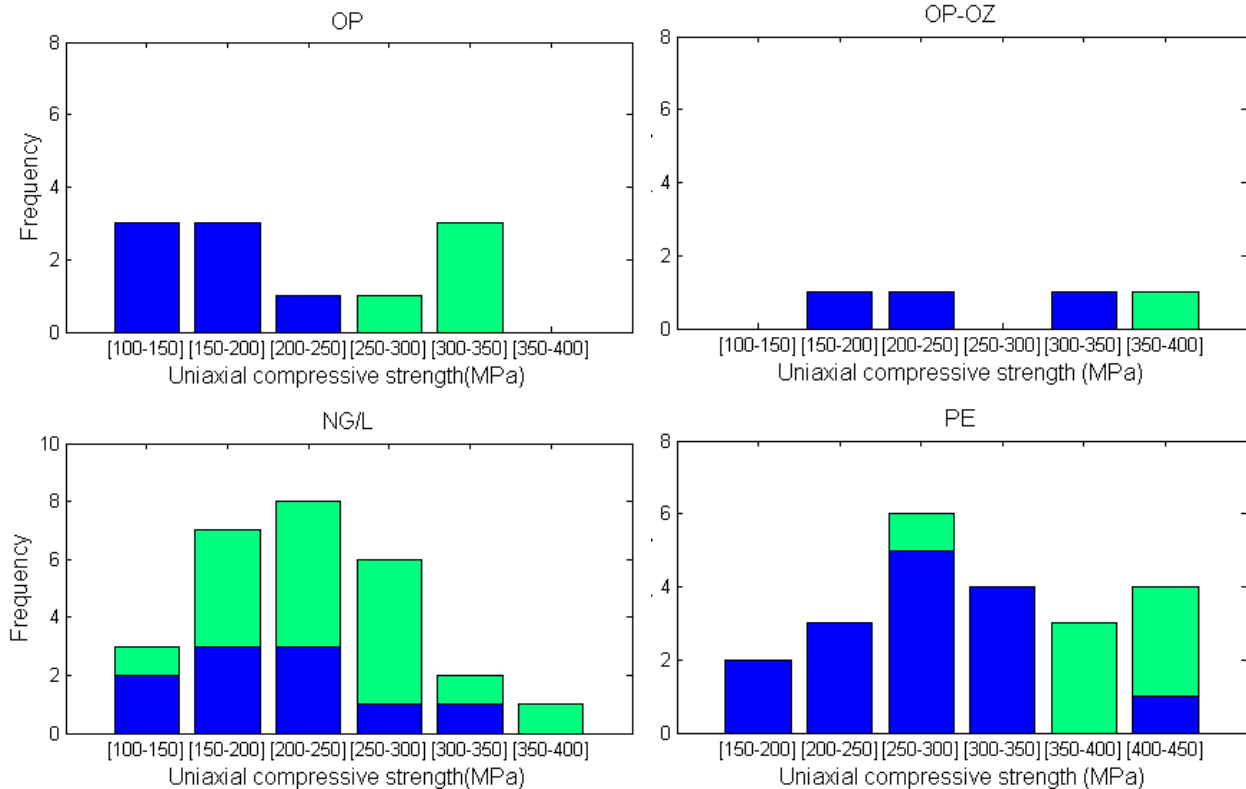 OP
8
6
4
2
0
Frequency
[100-150] [150-200] [200-250] [250-300] [300-350] [350-400]
Uniaxial compressive strength(MPa)
OP-OZ
8
6
4
2
0
[100-150] [150-200] [200-250] [250-300] [300-350] [350-400]
Uniaxial compressive strength (MPa)
NG/L
10
8
6
4
2
0
Frequency
[100-150] [150-200] [200-250] [250-300] [300-350] [350-400]
Uniaxial compressive strength(MPa)
PE
8
6
4
2
0
[150-200] [200-250] [250-300] [300-350] [350-400] [400-450]
Uniaxial compressive strength (MPa)